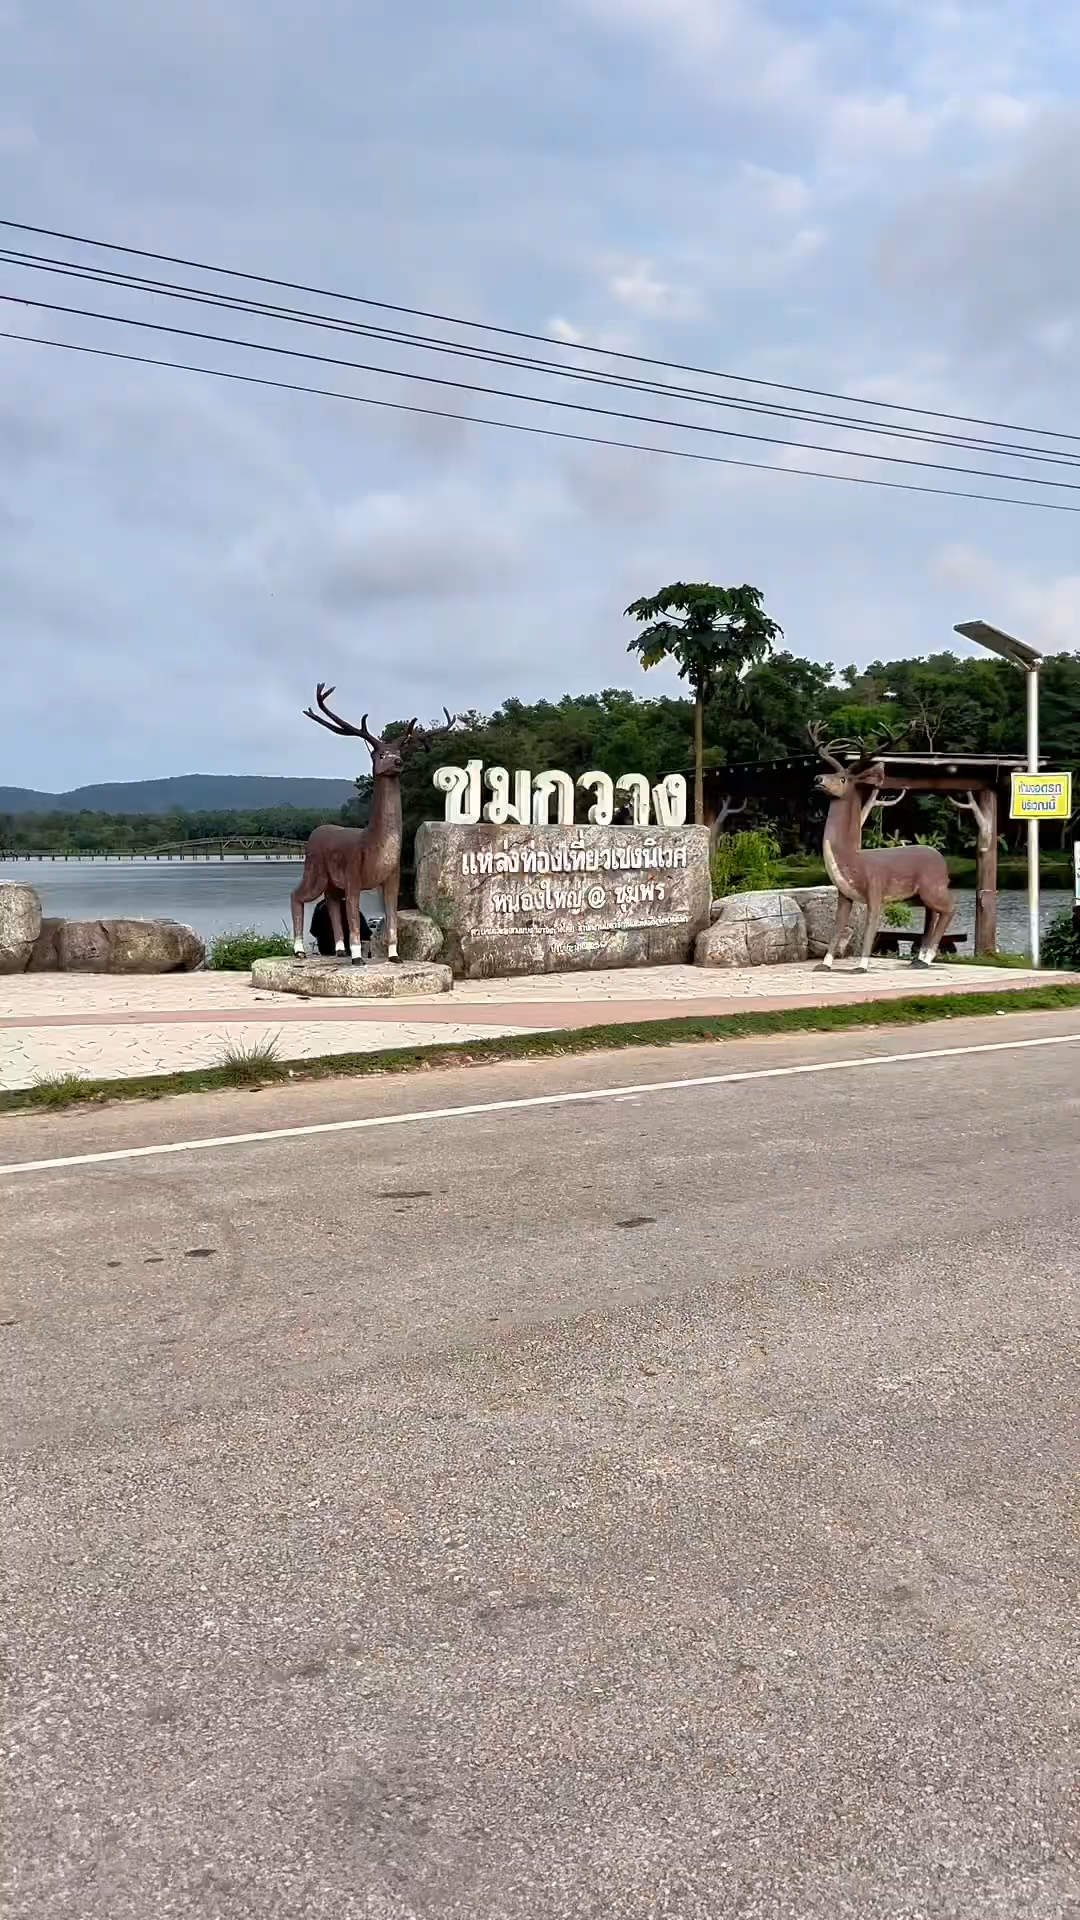 ชมกวาง
แหล่งท่องเที่ยวเชิงนิเวศ
หนองใหญ่ @ ชุมพร
ห้ามจอดรถ
บริเวณนี้